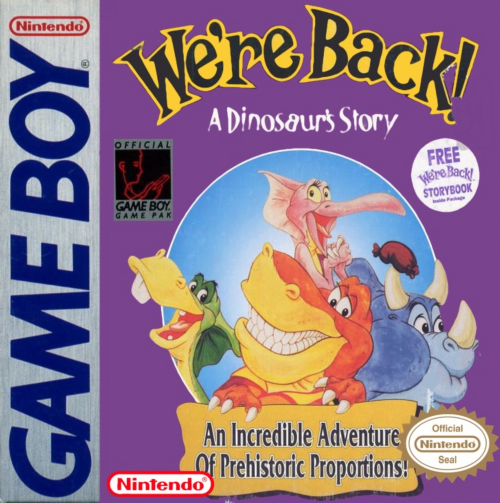 Nintendo
GAME BOY
®
We're Back!
A Dinosaur's Story
OFFICIAL
GAME BOY
GAME PAK
FREE
We're Back!
STORYBOOK
Inside Package
An Incredible Adventure
Of Prehistoric Proportions!
Nintendo
Official
Nintendo
Seal